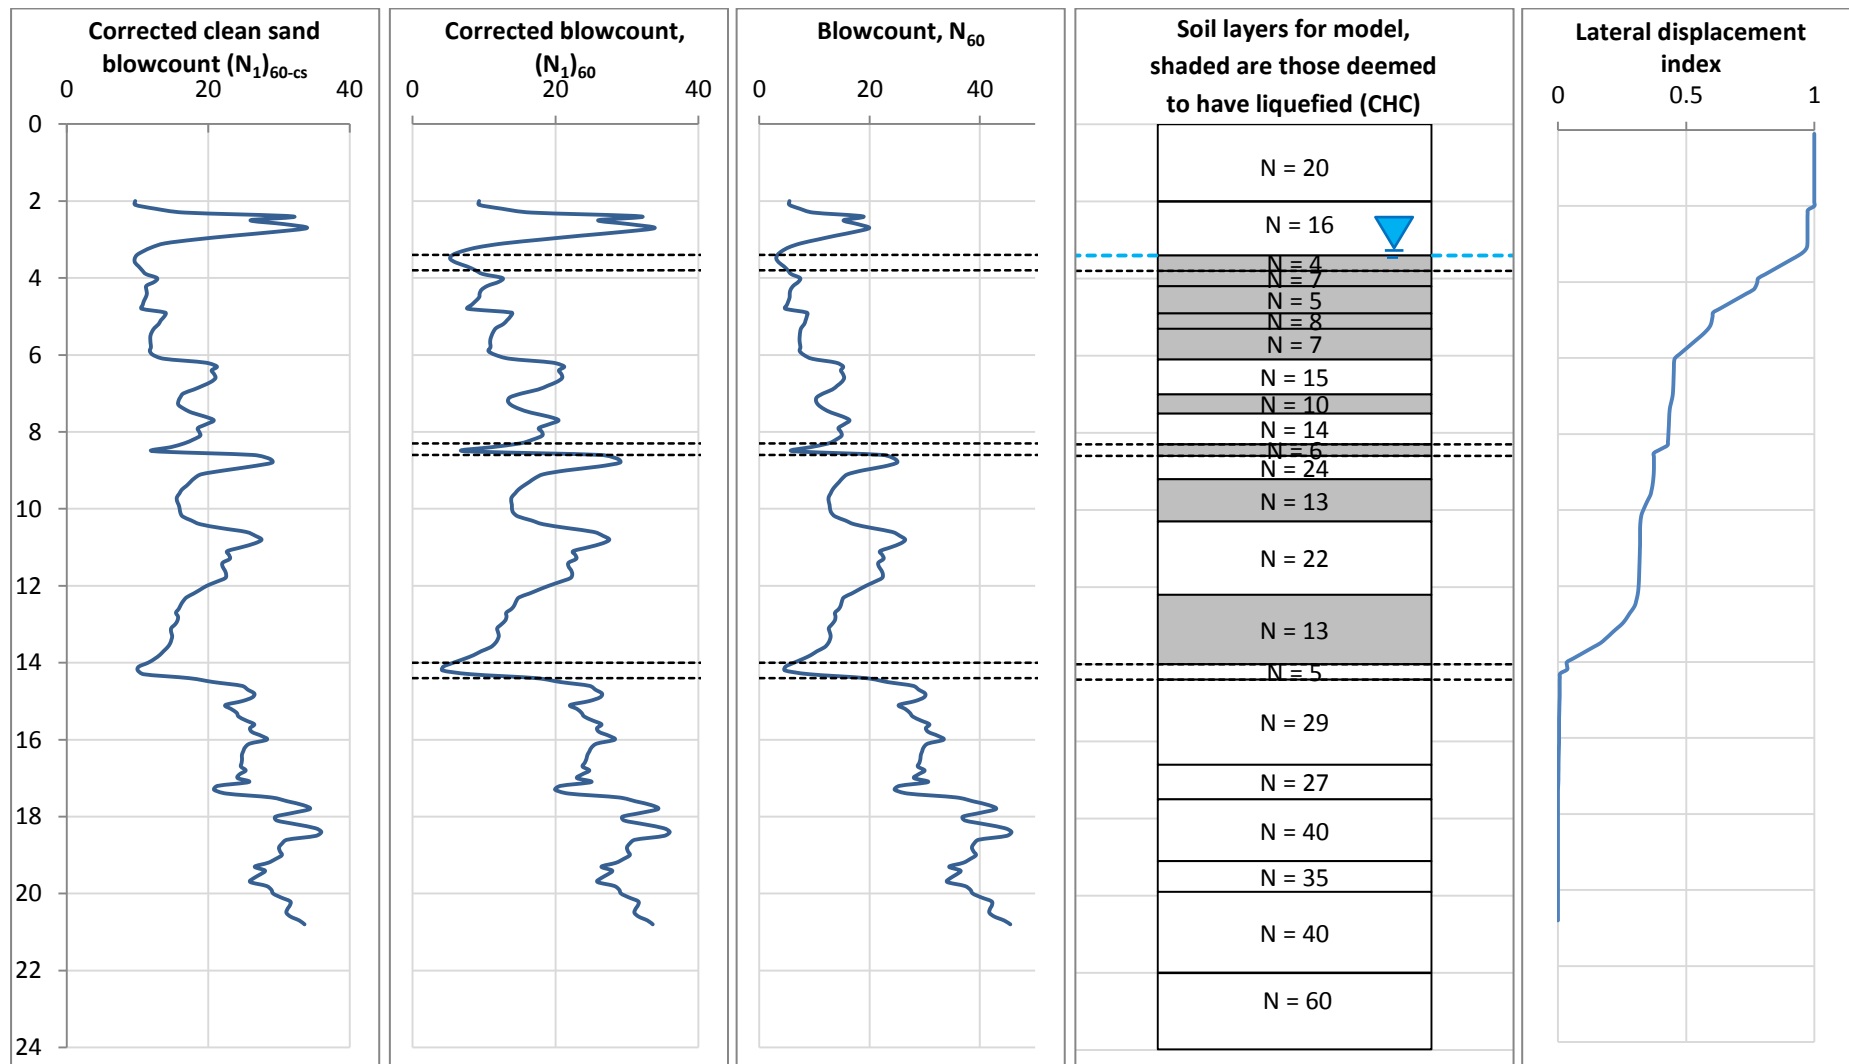 Corrected clean sand
blowcount (N₁)₆₀₋cs
0 20 40
0
2
4
6
8
10
12
14
16
18
20
22
24
Corrected blowcount,
(N₁)₆₀
0 20 40
Blowcount, N₆₀
0 20 40
Soil layers for model,
shaded are those deemed
to have liquefied (CHC)
N = 20
N = 16
N = 4
N = 7
N = 5
N = 8
N = 7
N = 15
N = 10
N = 14
N = 6
N = 24
N = 13
N = 22
N = 13
N = 5
N = 29
N = 27
N = 40
N = 35
N = 40
N = 60
Lateral displacement
index
0 0.5 1